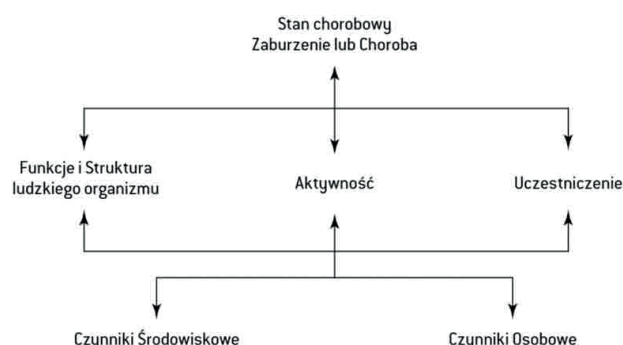 Stan chorobowy
Zaburzenie lub Choroba
Funkcje i Struktura
ludzkiego organizmu
Aktywność
Uczestniczenie
Czynniki Środowiskowe
Czynniki Osobowe